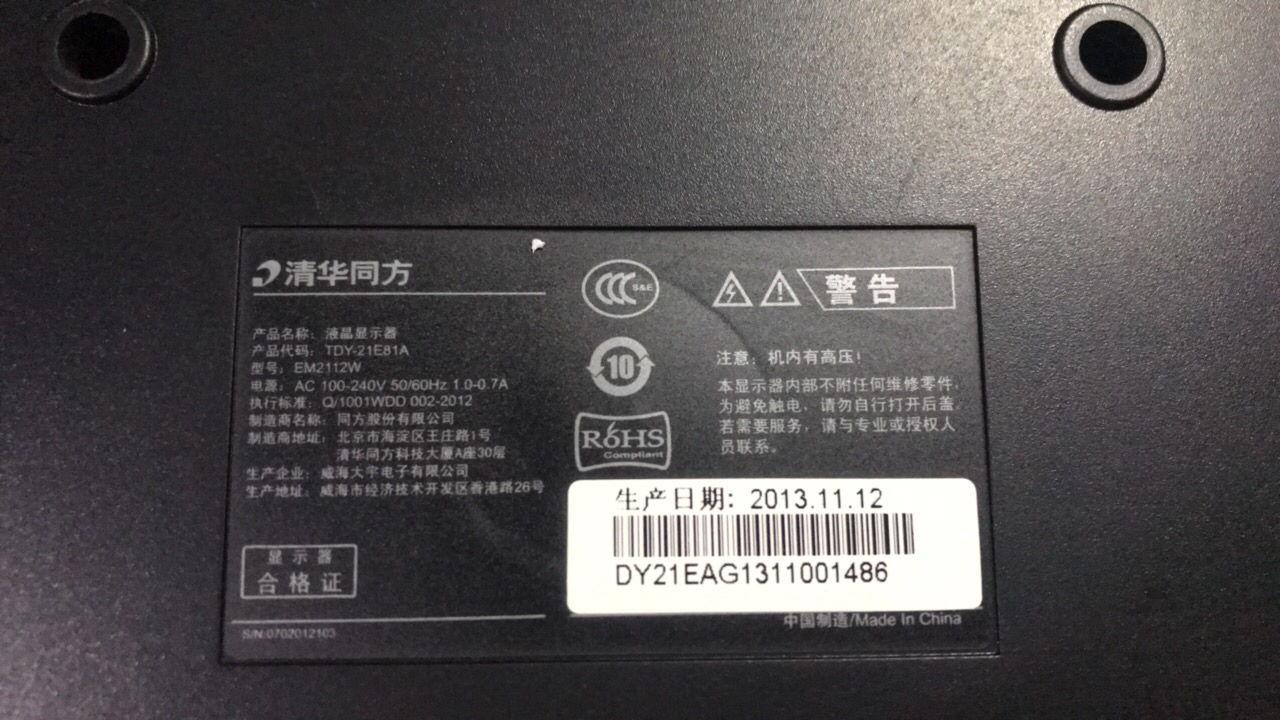 清华同方
产品名称：液晶显示器
产品代码：TDY-21E81A
型号：EM2112W
电源：AC 100-240V 50/60Hz 1.0-0.7A
执行标准：Q/1001WDD 002-2012
制造商名称：同方股份有限公司
制造商地址：北京市海淀区王庄路1号
清华同方科技大厦A座30层
生产企业：威海大宇电子有限公司
生产地址：威海市经济技术开发区香港路26号
显示器
合格证
S/N:0702012103
CCC S&E
10
RoHS
Compliant
警告
注意：机内有高压！
本显示器内部不附任何维修零件，
为避免触电，请勿自行打开后盖，
若需要服务，请与专业或授权人
员联系。
生产日期: 2013.11.12
DY21EAG1311001486
中国制造/Made In China